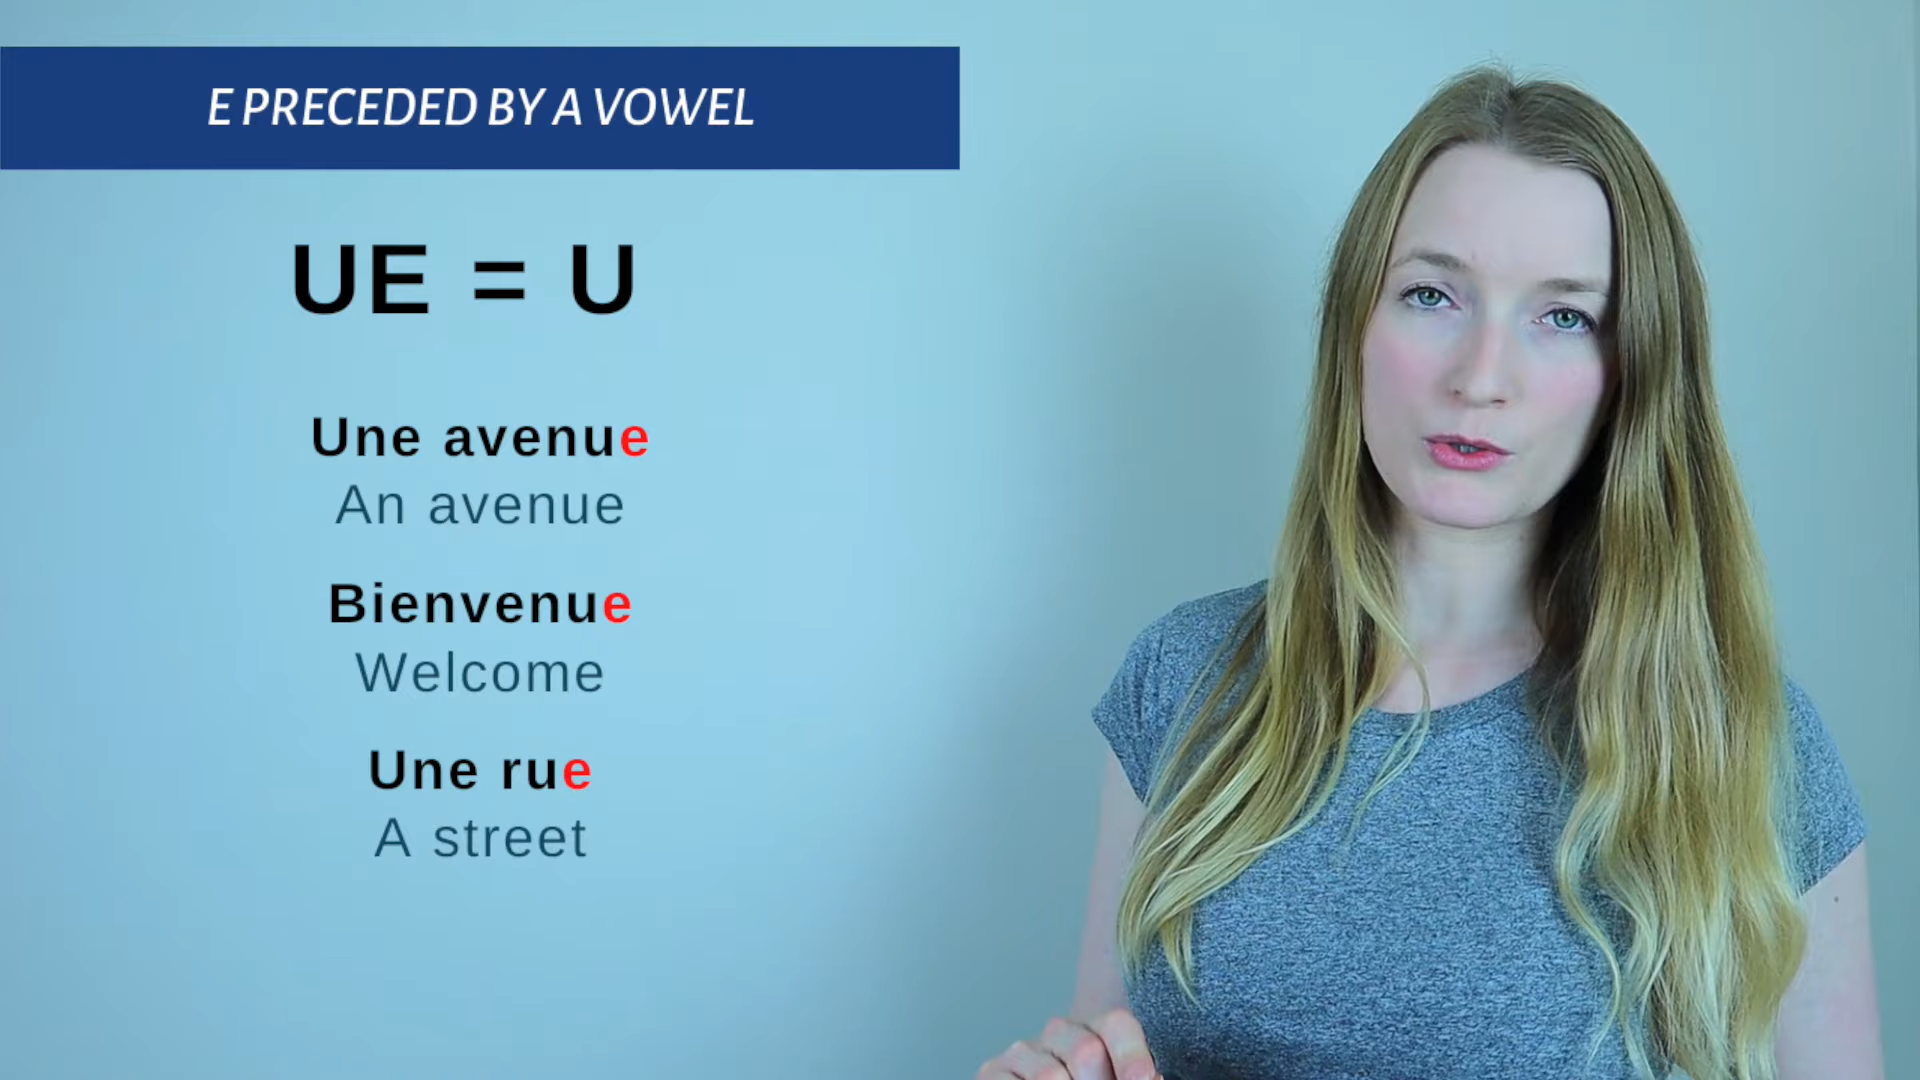 E PRECEDED BY A VOWEL
UE = U
Une avenue
An avenue
Bienvenue
Welcome
Une rue
A street